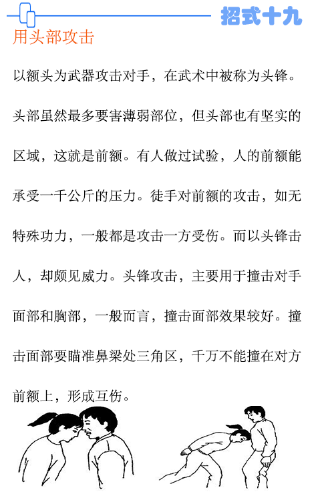 招式十九
用头部攻击
以额头为武器攻击对手，在武术中被称为头锋。
头部虽然最多要害薄弱部位，但头部也有坚实的
区域，这就是前额。有人做过试验，人的前额能
承受一千公斤的压力。徒手对前额的攻击，如无
特殊功力，一般都是攻击一方受伤。而以头锋击
人，却颇见威力。头锋攻击，主要用于撞击对手
面部和胸部，一般而言，撞击面部效果较好。撞
击面部要瞄准鼻梁处三角区，千万不能撞在对方
前额上，形成互伤。